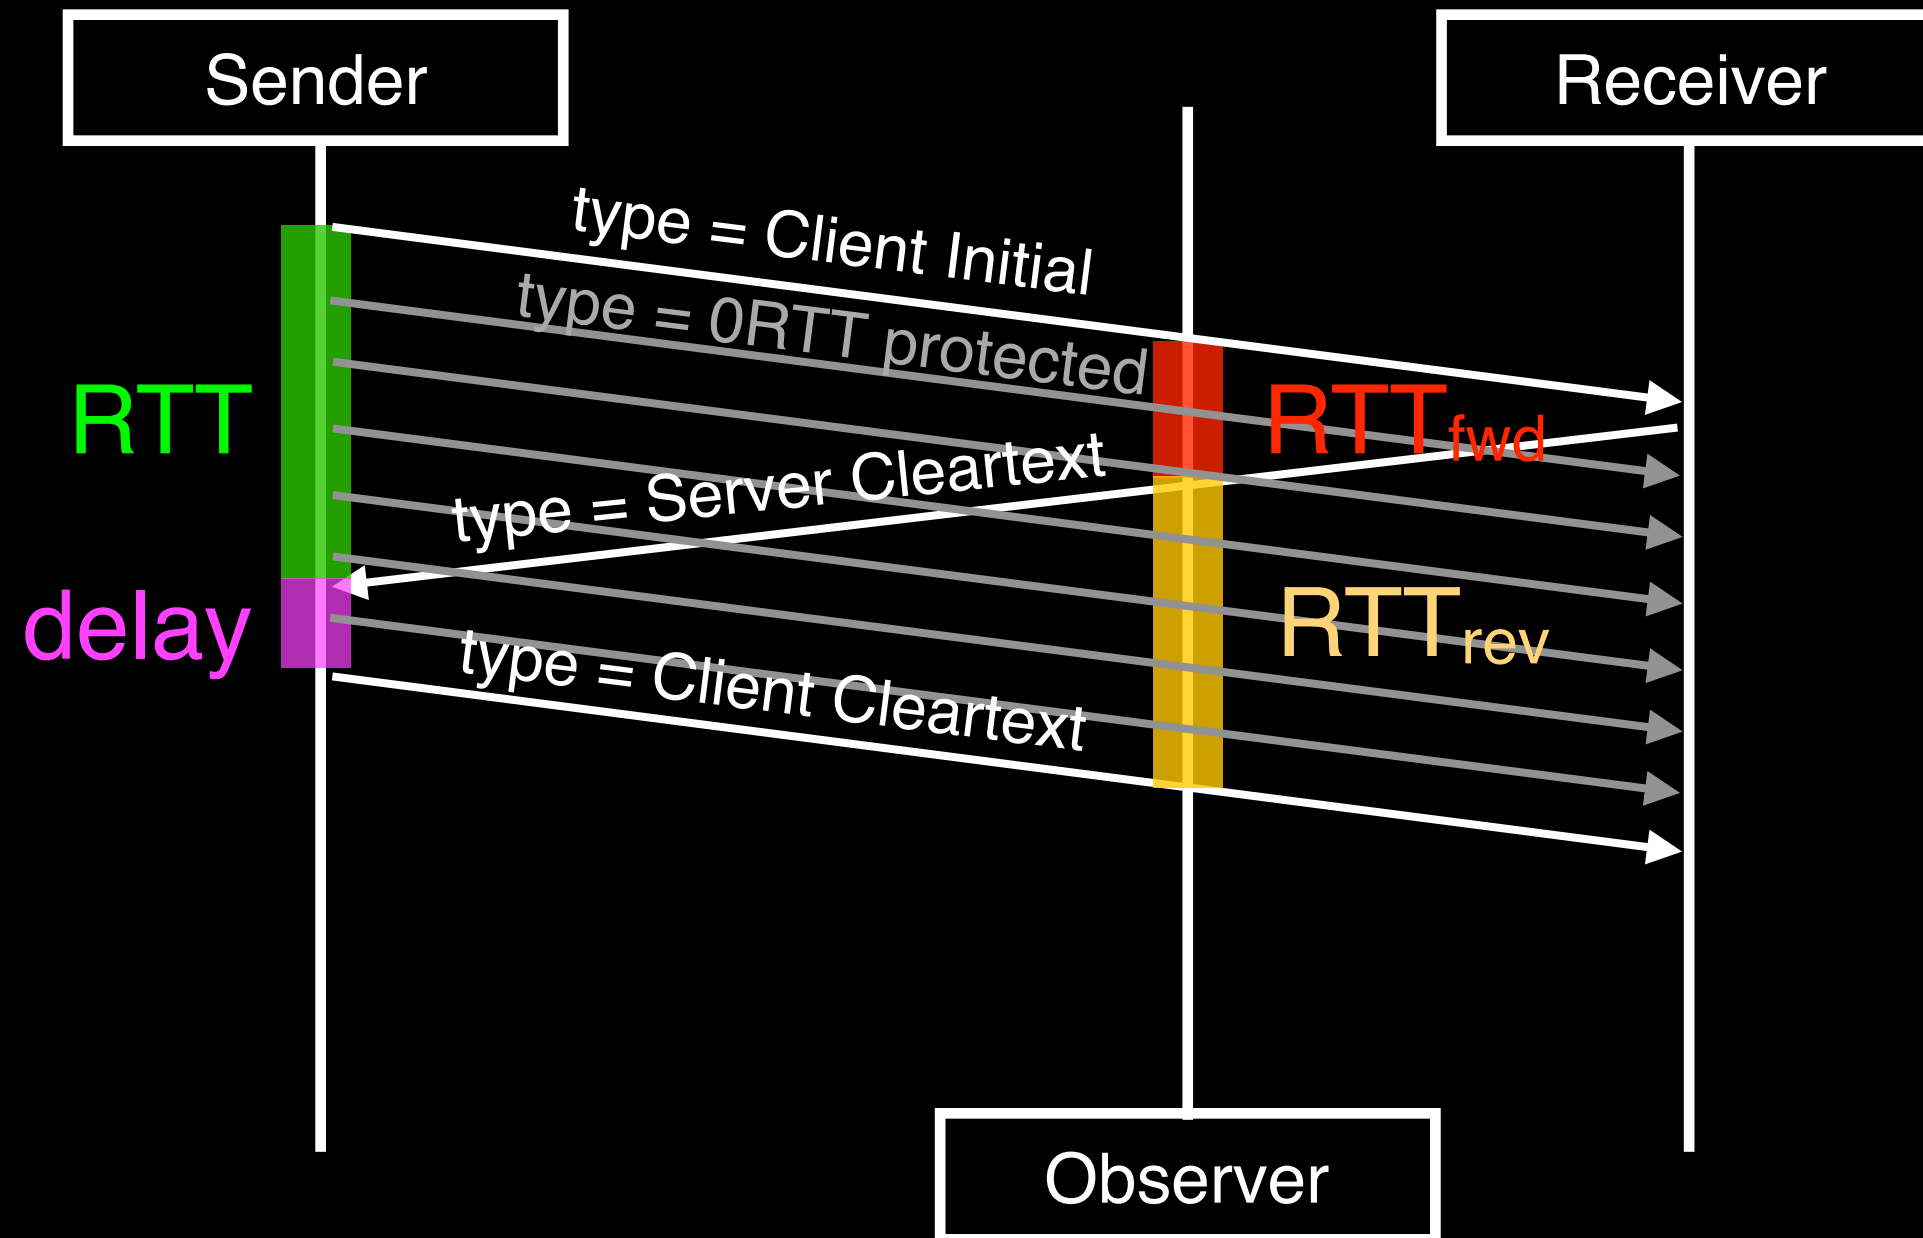 Sender
Receiver
type = Client Initial
type = 0RTT protected
RTT
RTTfwd
type = Server Cleartext
delay
RTTrev
type = Client Cleartext
Observer